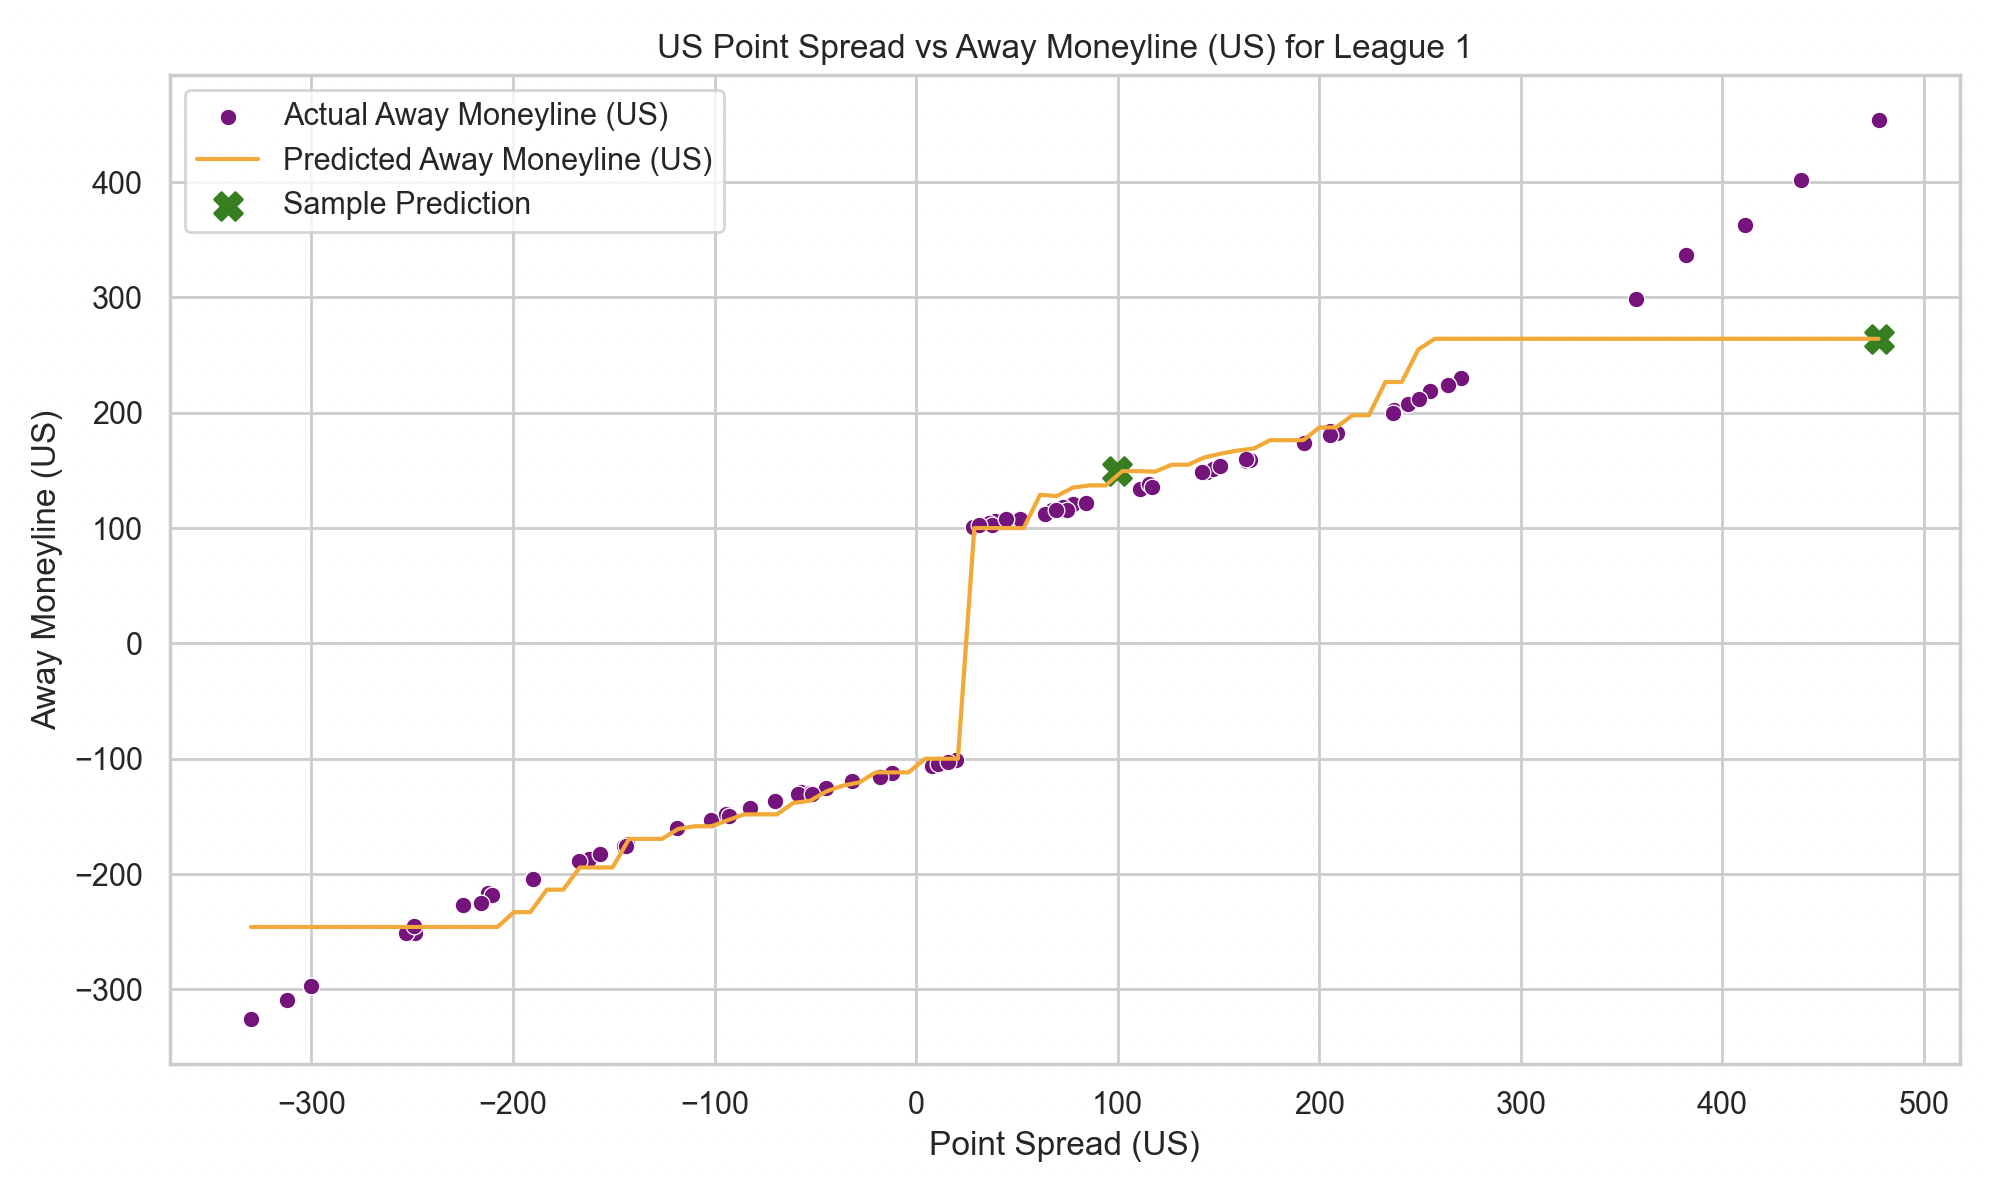 US Point Spread vs Away Moneyline (US) for League 1
Actual Away Moneyline (US)
Predicted Away Moneyline (US)
Sample Prediction
Away Moneyline (US)
400
300
200
100
0
−100
−200
−300
−300 −200 −100 0 100 200 300 400 500
Point Spread (US)